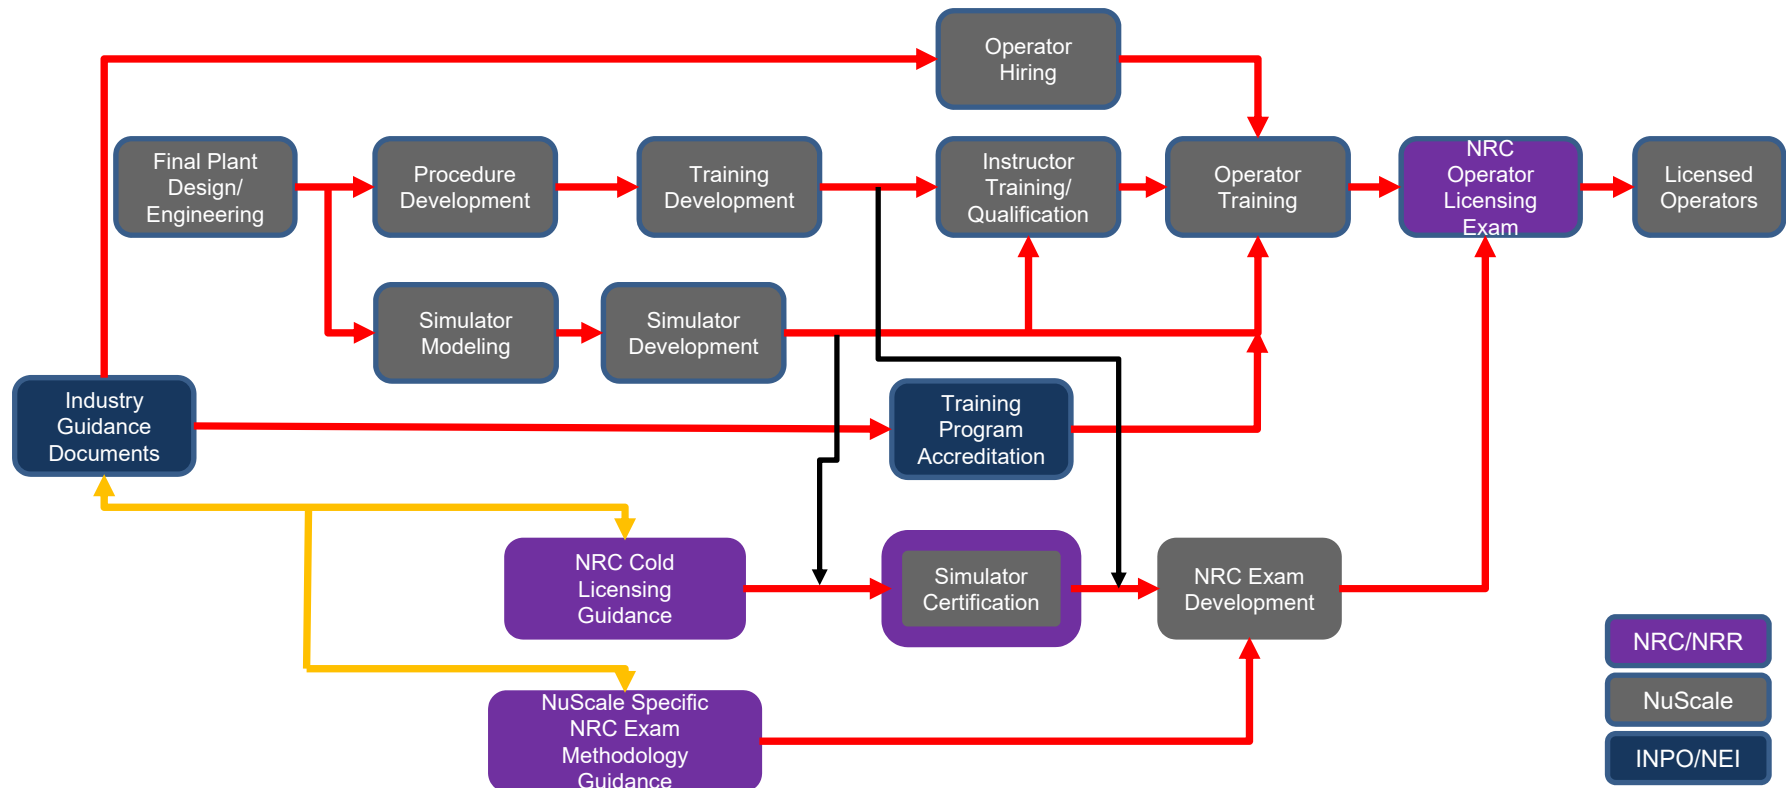 Operator
Hiring
Final Plant
Design/
Engineering
Procedure
Development
Training
Development
Instructor
Training/
Qualification
Operator
Training
NRC
Operator
Licensing
Exam
Licensed
Operators
Simulator
Modeling
Simulator
Development
Industry
Guidance
Documents
Training
Program
Accreditation
NRC Cold
Licensing
Guidance
Simulator
Certification
NRC Exam
Development
NuScale Specific
NRC Exam
Methodology
Guidance
NRC/NRR
NuScale
INPO/NEI